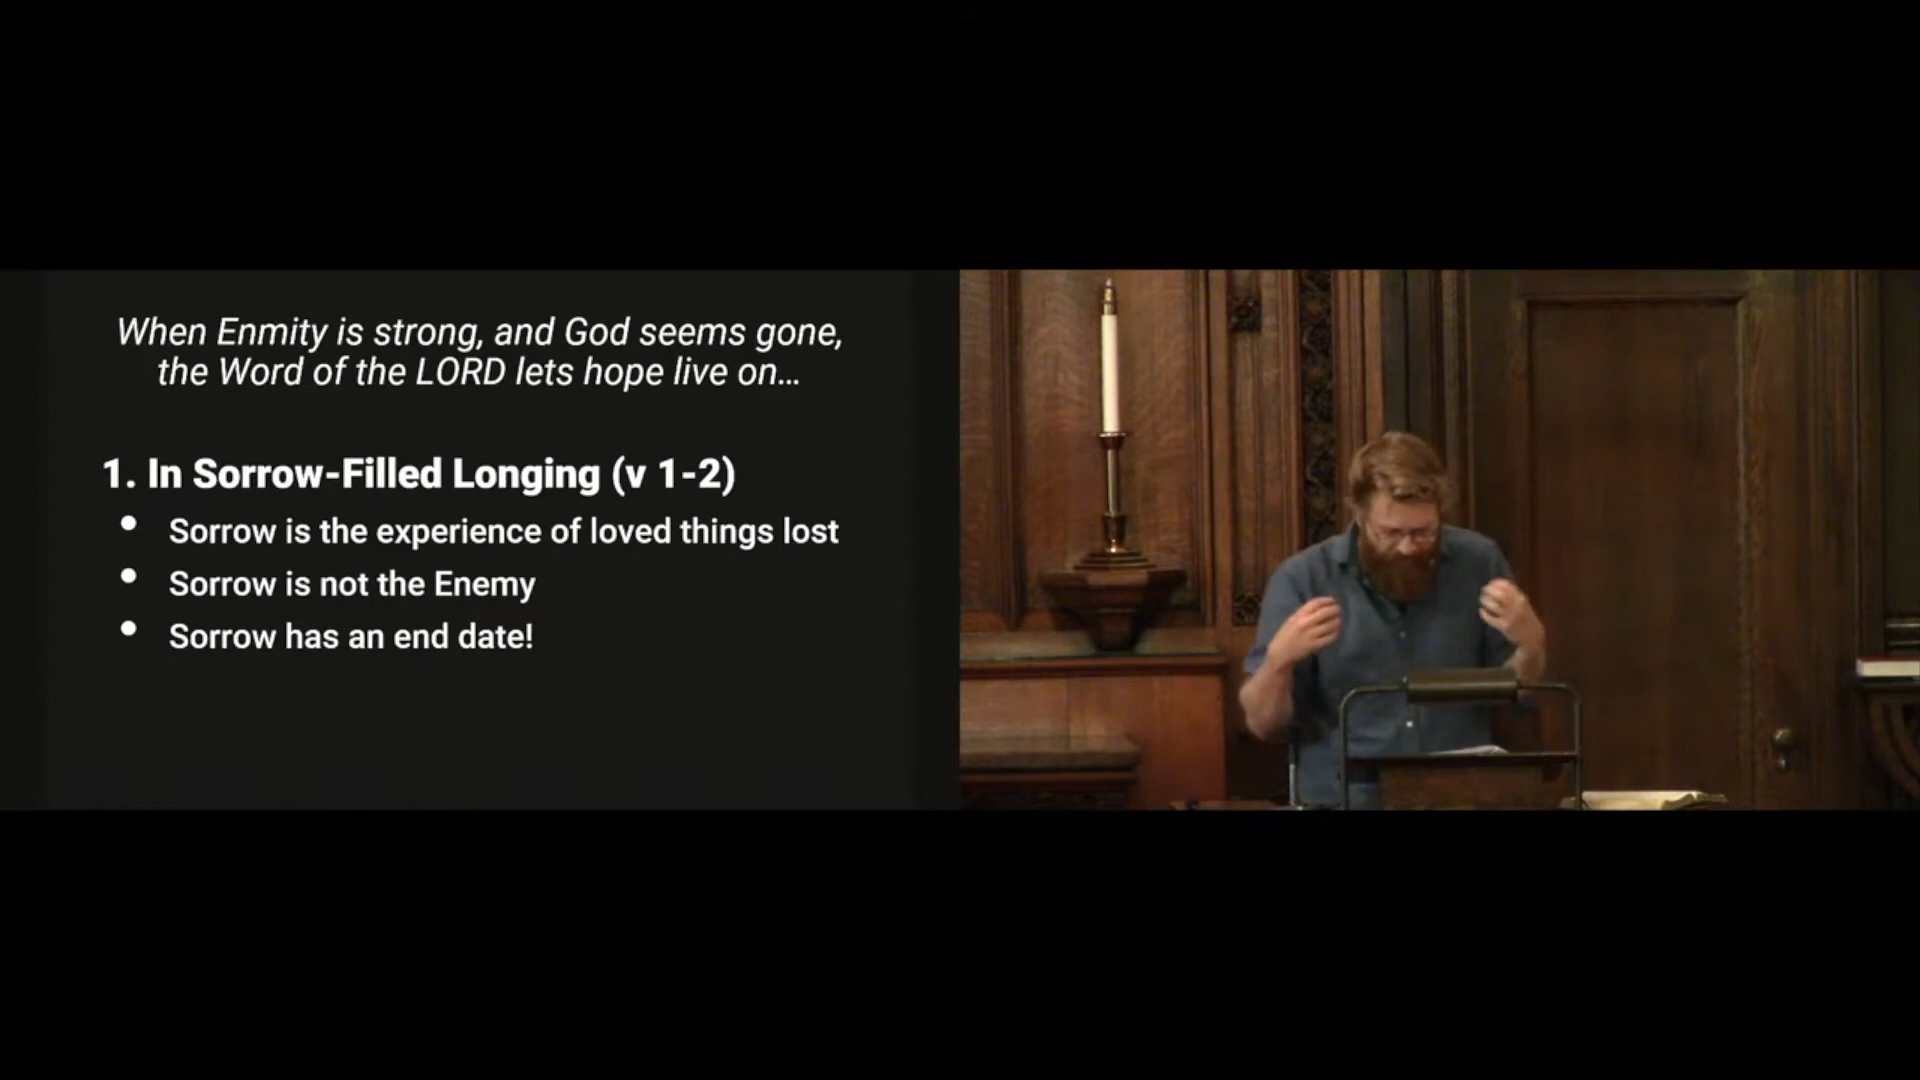 When Enmity is strong, and God seems gone,
the Word of the LORD lets hope live on...
1. In Sorrow-Filled Longing (v 1-2)
• Sorrow is the experience of loved things lost
• Sorrow is not the Enemy
• Sorrow has an end date!